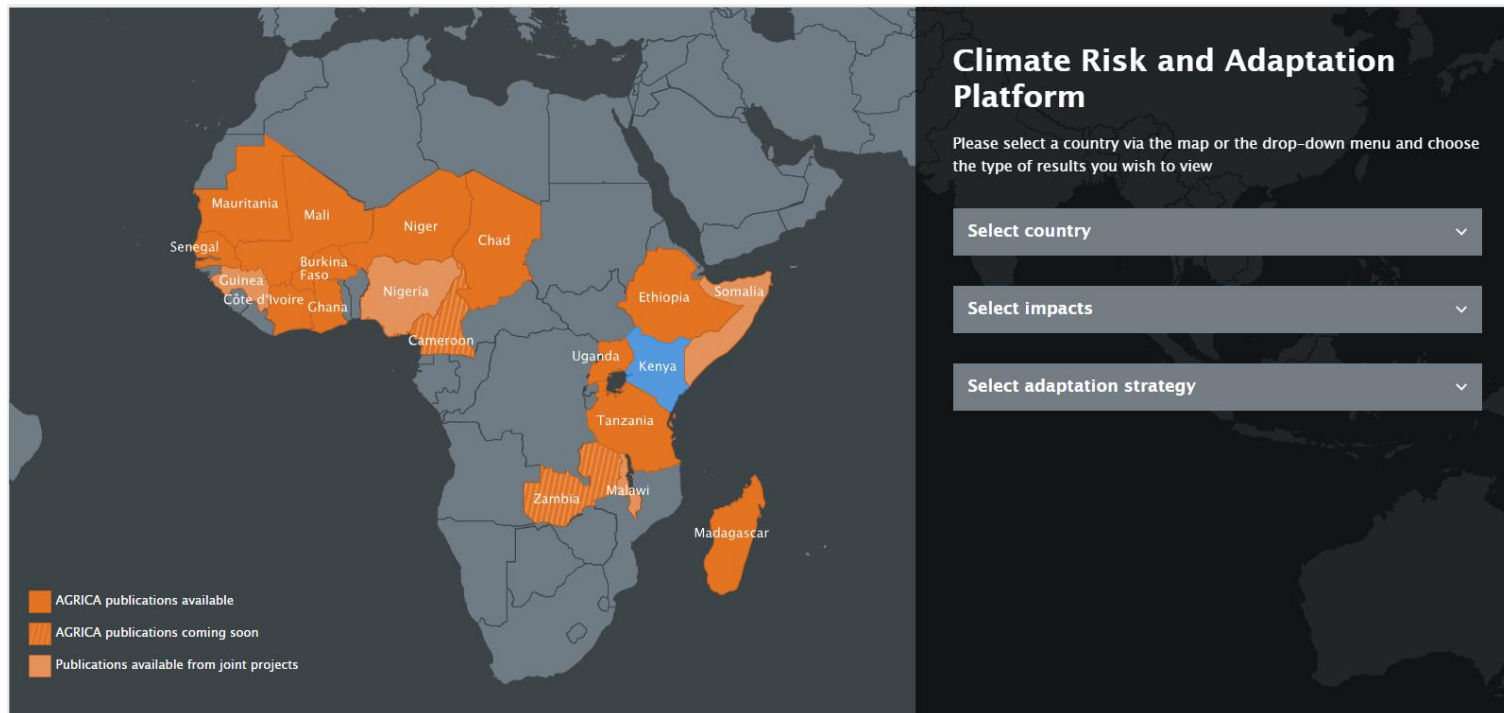 Climate Risk and Adaptation
Platform
Please select a country via the map or the drop-down menu and choose
the type of results you wish to view
Select country
Select impacts
Select adaptation strategy
Mauritania
Mali
Niger
Chad
Senegal
Burkina
Faso
Guinea
Côte d'Ivoire
Ghana
Nigeria
Cameroon
Ethiopia
Somalia
Uganda
Kenya
Tanzania
Zambia
Malawi
Madagascar
AGRICA publications available
AGRICA publications coming soon
Publications available from joint projects